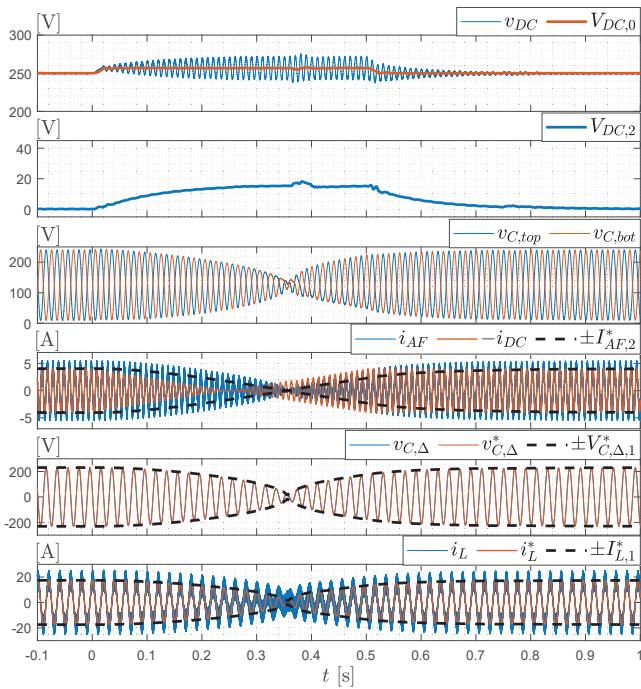 [V]
v_DC V_DC,0
300
250
200
[V]
V_DC,2
40
20
0
[V]
v_C,top v_C,bot
200
100
0
[A]
i_AF −i_DC ±I*_AF,2
5
0
-5
[V]
v_C,Δ v*_C,Δ ±V*_C,Δ,1
200
0
-200
[A]
i_L i*_L ±I*_L,1
20
0
-20
-0.1 0 0.1 0.2 0.3 0.4 0.5 0.6 0.7 0.8 0.9 1
t [s]